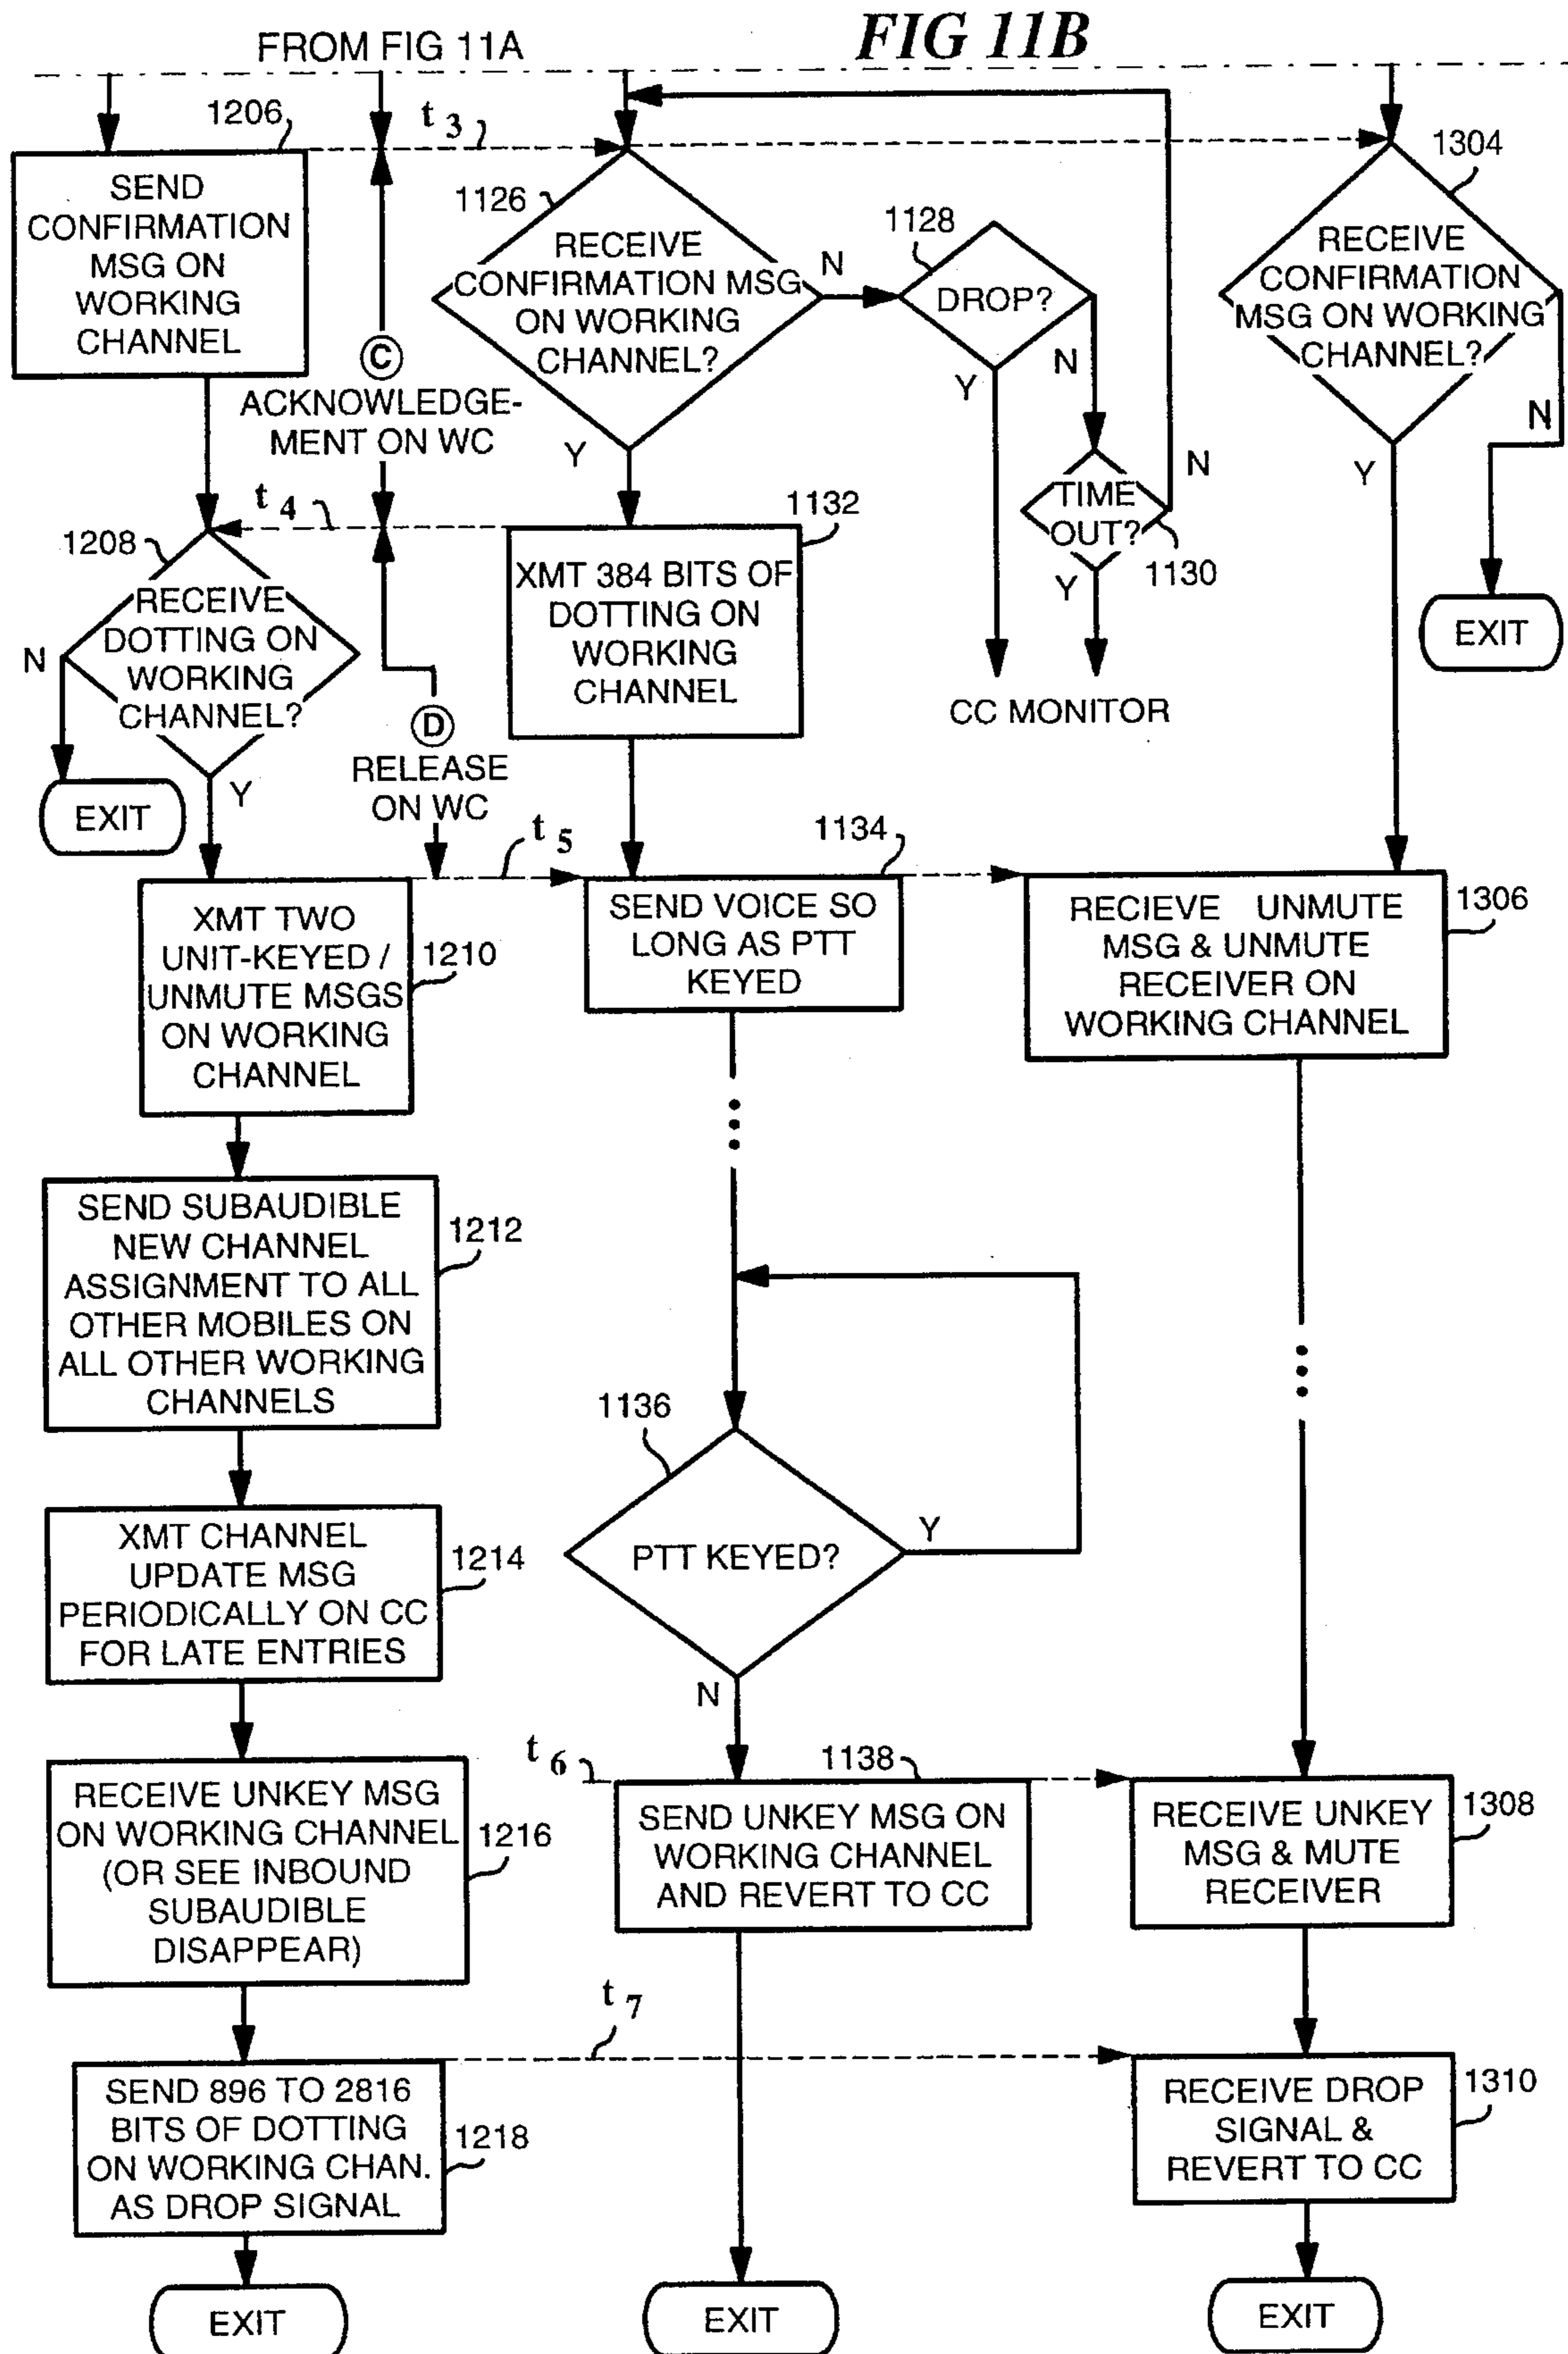 FROM FIG 11A
FIG 11B
1206
t 3
SEND
CONFIRMATION
MSG ON
WORKING
CHANNEL
C
ACKNOWLEDGE-
MENT ON WC
1126
RECEIVE
CONFIRMATION MSG
ON WORKING
CHANNEL?
N
Y
1128
DROP?
N
Y
TIME
OUT?
N
1130
Y
CC MONITOR
1304
RECEIVE
CONFIRMATION
MSG ON WORKING
CHANNEL?
N
Y
EXIT
t 4
1208
RECEIVE
DOTTING ON
WORKING
CHANNEL?
N
Y
EXIT
D
RELEASE
ON WC
1132
XMT 384 BITS OF
DOTTING ON
WORKING
CHANNEL
t 5
1134
XMT TWO
UNIT-KEYED /
UNMUTE MSGS
ON WORKING
CHANNEL
1210
SEND VOICE SO
LONG AS PTT
KEYED
RECIEVE UNMUTE
MSG & UNMUTE
RECEIVER ON
WORKING CHANNEL
1306
SEND SUBAUDIBLE
NEW CHANNEL
ASSIGNMENT TO ALL
OTHER MOBILES ON
ALL OTHER WORKING
CHANNELS
1212
1136
PTT KEYED?
Y
N
XMT CHANNEL
UPDATE MSG
PERIODICALLY ON CC
FOR LATE ENTRIES
1214
t 6
1138
RECEIVE UNKEY MSG
ON WORKING CHANNEL
(OR SEE INBOUND
SUBAUDIBLE
DISAPPEAR)
1216
SEND UNKEY MSG ON
WORKING CHANNEL
AND REVERT TO CC
RECEIVE UNKEY
MSG & MUTE
RECEIVER
1308
t 7
SEND 896 TO 2816
BITS OF DOTTING
ON WORKING CHAN.
AS DROP SIGNAL
1218
RECEIVE DROP
SIGNAL &
REVERT TO CC
1310
EXIT
EXIT
EXIT